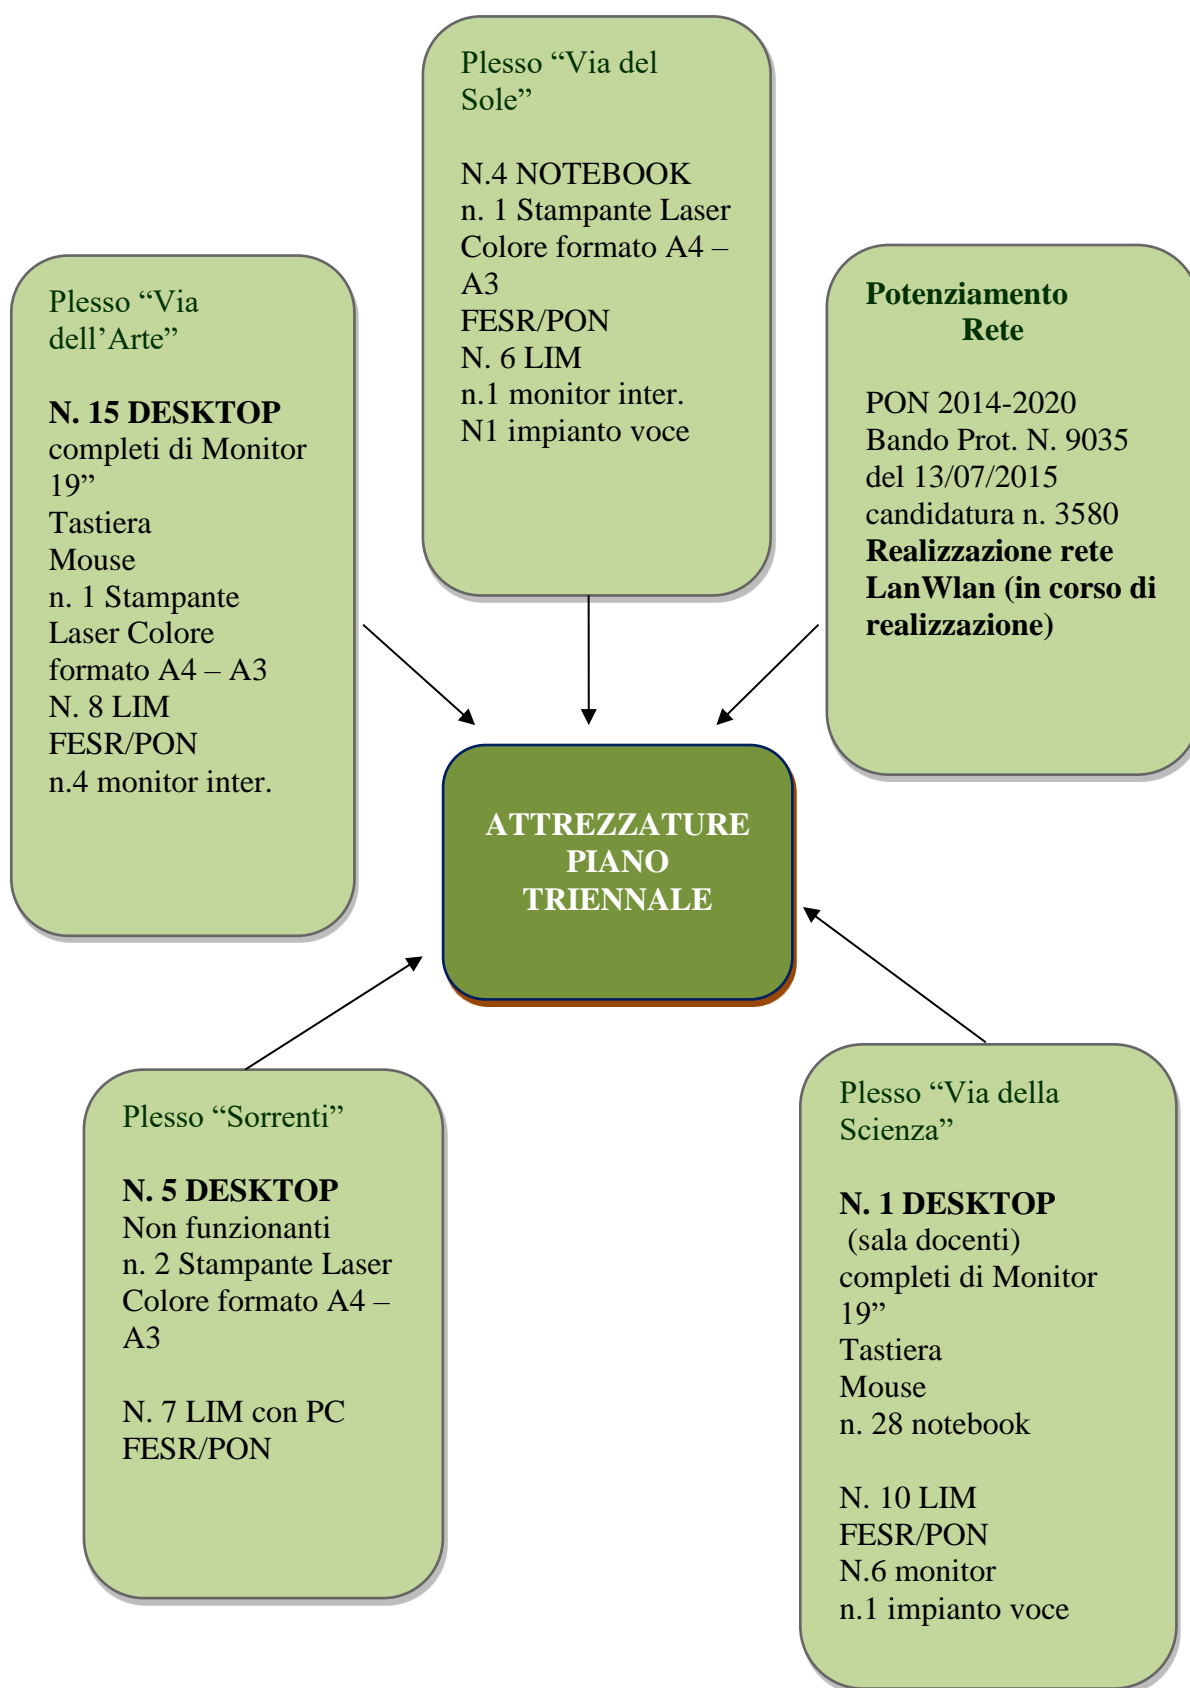 Plesso “Via del
Sole”
N.4 NOTEBOOK
n. 1 Stampante Laser
Colore formato A4 –
A3
FESR/PON
N. 6 LIM
n.1 monitor inter.
N1 impianto voce
Plesso “Via
dell’Arte”
N. 15 DESKTOP
completi di Monitor
19”
Tastiera
Mouse
n. 1 Stampante
Laser Colore
formato A4 – A3
N. 8 LIM
FESR/PON
n.4 monitor inter.
Potenziamento
Rete
PON 2014-2020
Bando Prot. N. 9035
del 13/07/2015
candidatura n. 3580
Realizzazione rete
LanWlan (in corso di
realizzazione)
ATTREZZATURE
PIANO
TRIENNALE
Plesso “Sorrenti”
N. 5 DESKTOP
Non funzionanti
n. 2 Stampante Laser
Colore formato A4 –
A3
N. 7 LIM con PC
FESR/PON
Plesso “Via della
Scienza”
N. 1 DESKTOP
(sala docenti)
completi di Monitor
19”
Tastiera
Mouse
n. 28 notebook
N. 10 LIM
FESR/PON
N.6 monitor
n.1 impianto voce